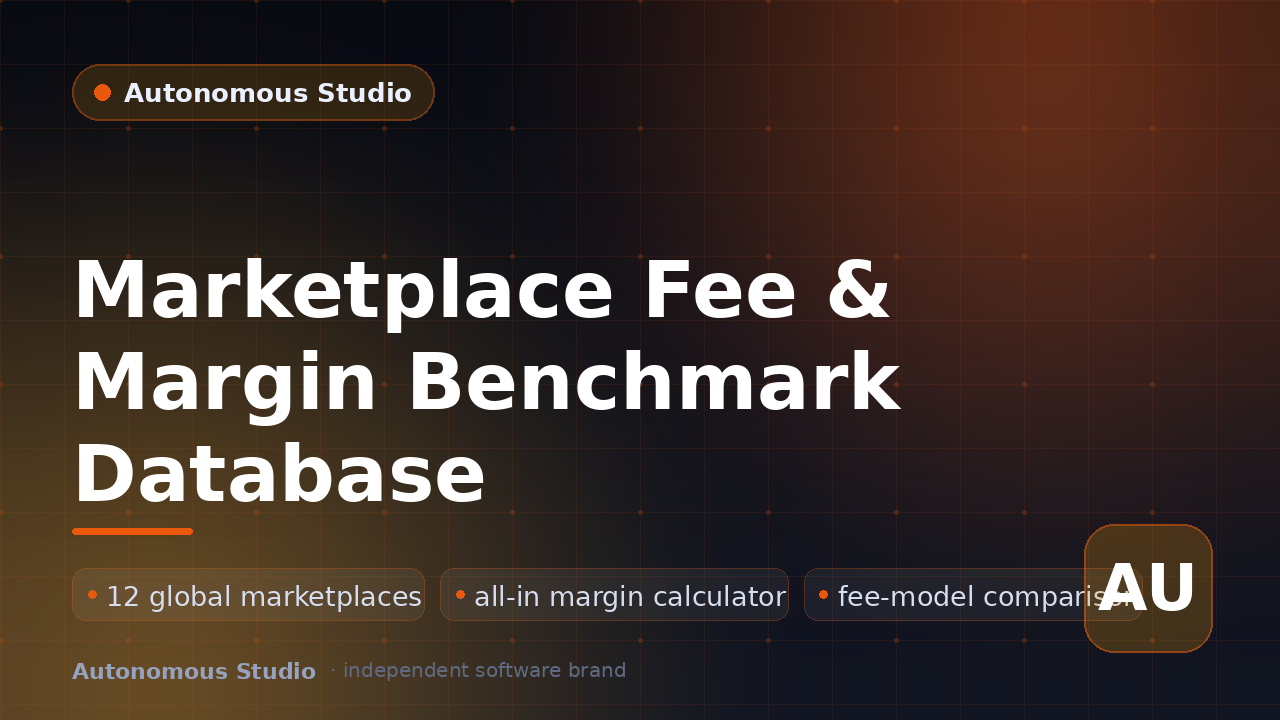 Autonomous Studio
Marketplace Fee &
Margin Benchmark
Database
12 global marketplaces
all-in margin calculator
fee-model comparison
AU
Autonomous Studio · independent software brand